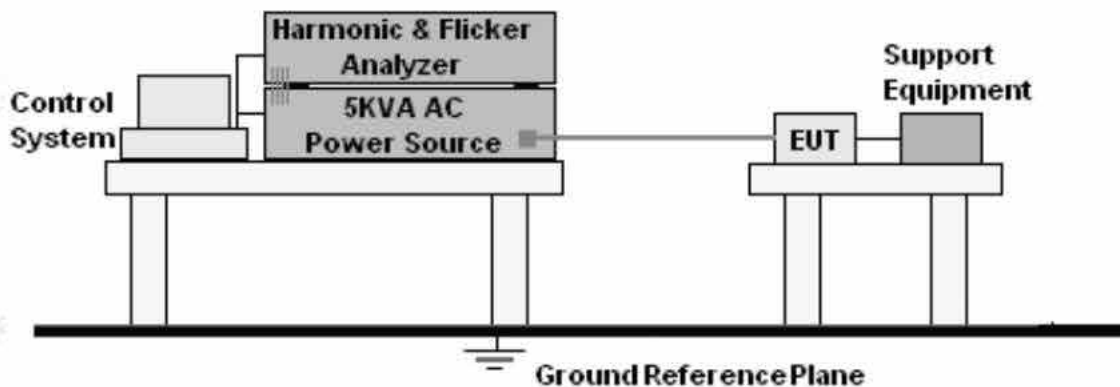 Harmonic & Flicker
Analyzer
Control
System
5KVA AC
Power Source
Support
Equipment
EUT
Ground Reference Plane